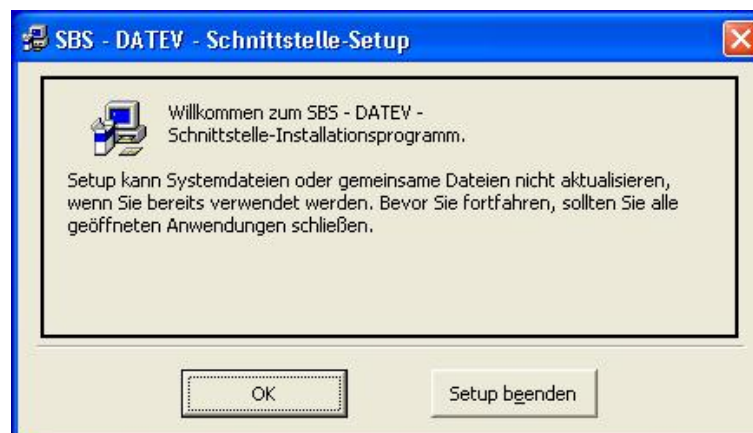 SBS - DATEV - Schnittstelle-Setup
Willkommen zum SBS - DATEV -
Schnittstelle-Installationsprogramm.
Setup kann Systemdateien oder gemeinsame Dateien nicht aktualisieren,
wenn Sie bereits verwendet werden. Bevor Sie fortfahren, sollten Sie alle
geöffneten Anwendungen schließen.
OK
Setup beenden